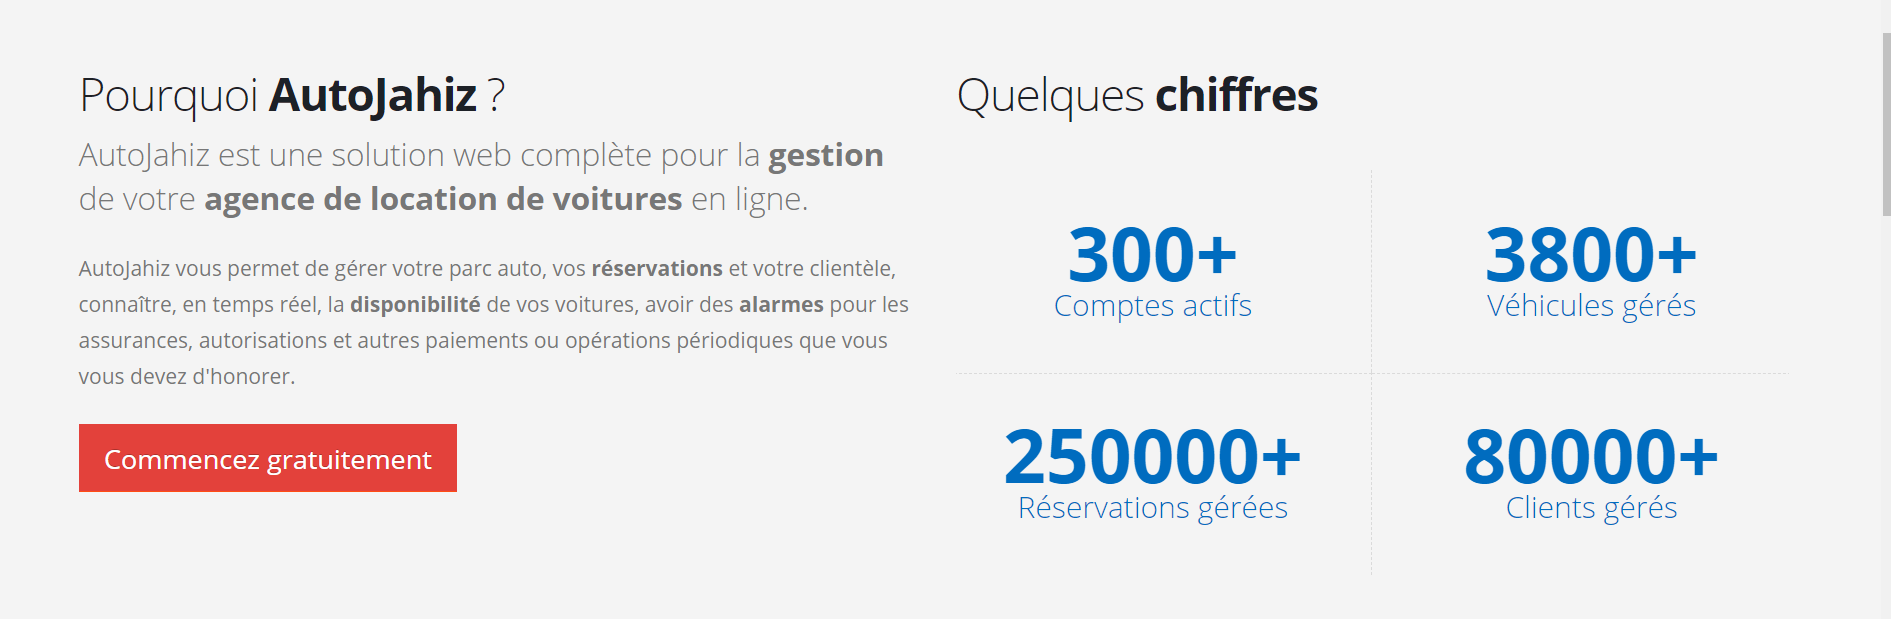 Pourquoi AutoJahiz ?
AutoJahiz est une solution web complète pour la gestion
de votre agence de location de voitures en ligne.
AutoJahiz vous permet de gérer votre parc auto, vos réservations et votre clientèle,
connaître, en temps réel, la disponibilité de vos voitures, avoir des alarmes pour les
assurances, autorisations et autres paiements ou opérations périodiques que vous
vous devez d'honorer.
Commencez gratuitement
Quelques chiffres
300+
Comptes actifs
3800+
Véhicules gérés
250000+
Réservations gérées
80000+
Clients gérés